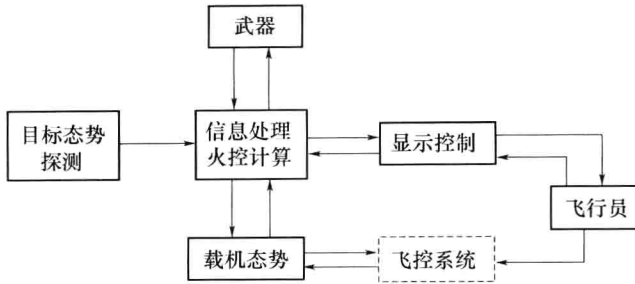 武器
目标态势
探测
信息处理
火控计算
显示控制
飞行员
载机态势
飞控系统